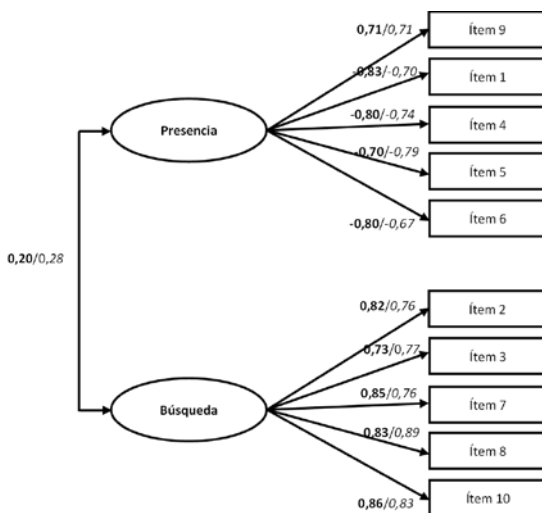 0,71/0,71
Ítem 9
-0,83/-0,70
Ítem 1
-0,80/-0,74
Ítem 4
Presencia
-0,70/-0,79
Ítem 5
-0,80/-0,67
Ítem 6
0,20/0,28
0,82/0,76
Ítem 2
0,73/0,77
Ítem 3
0,85/0,76
Ítem 7
Búsqueda
0,83/0,89
Ítem 8
0,86/0,83
Ítem 10